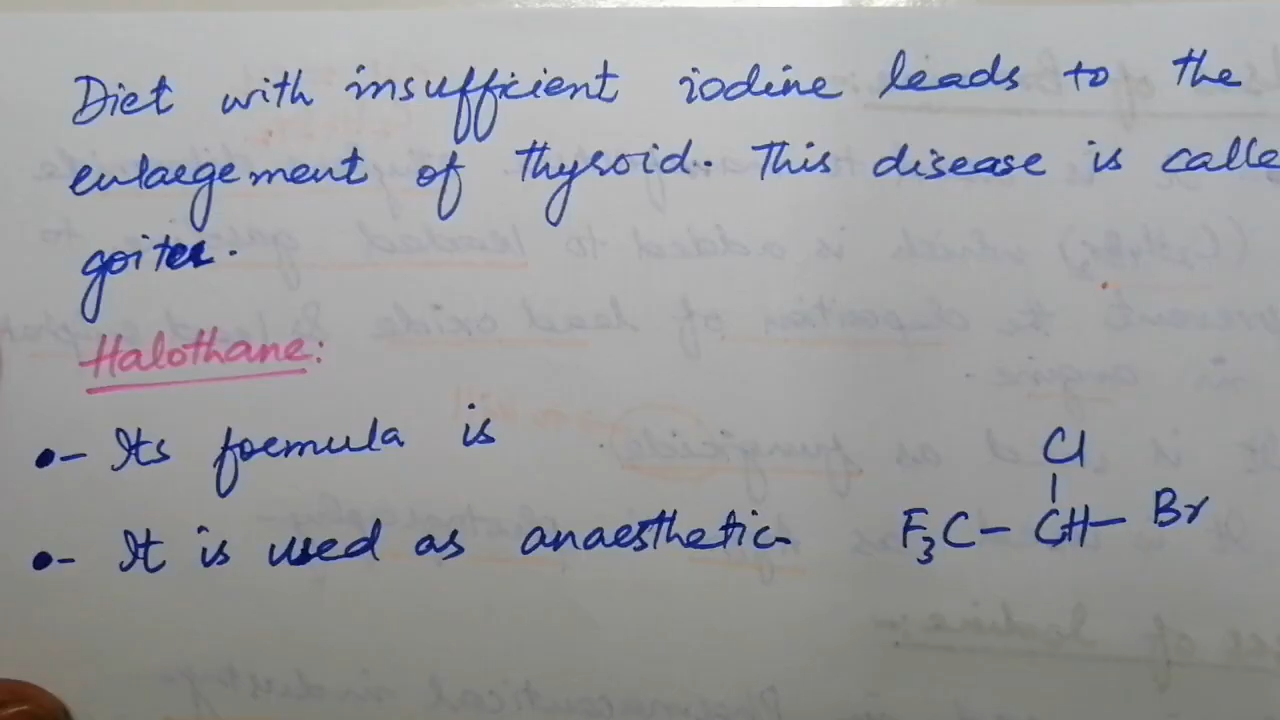 Diet with insufficient iodine leads to the
enlargement of thyroid. This disease is calle
goiter.
Halothane:
•- Its formula is
•- It is used as anaesthetic
Cl
|
F₃C - CH - Br